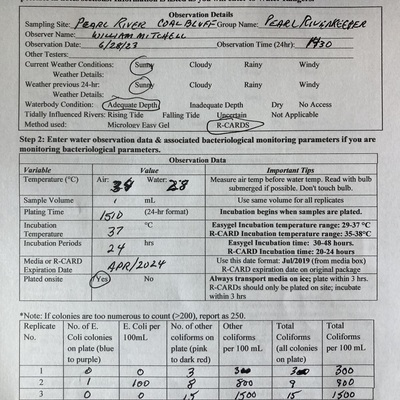 Observation Details
Sampling Site: PEARL RIVER COAL BLUFF Group Name: PEARL RIVERKEEPER
Observer Name: WILLIAM MITCHELL
Observation Date: 6/28/23 Observation Time (24hr):
Other Testers:
Current Weather Conditions: Sunny Cloudy Rainy Windy
Weather Details:
Weather previous 24-hr: Sunny Cloudy Rainy Windy
Weather Details:
Waterbody Condition: Adequate Depth Inadequate Depth Dry No Access
Tidally Influenced Rivers: Rising Tide Falling Tide Uncertain Not Applicable
Method used: Microloev Easy Gel R-CARDS
Step 2: Enter water observation data & associated bacteriological monitoring parameters if you are
monitoring bacteriological parameters.
Observation Data
Variable Value Important Tips
Temperature (°C) Air: Water: 28 Measure air temp before water temp. Read with bulb
submerged if possible. Don't touch bulb.
Sample Volume 1 mL Use same volume for all replicates
Plating Time 1510 (24-hr format) Incubation begins when samples are plated.
Incubation Temperature 37 °C Easygel Incubation temperature range: 29-37 °C
R-CARD Incubation temperature range: 35-38°C
Incubation Periods 24 hrs Easygel Incubation time: 30-48 hours.
R-CARD Incubation time: 20-24 hours
Media or R-CARD Expiration Date APR/2024 Use this date format: Jul/2019 (from media box)
R-CARD expiration date on original package
Plated onsite Yes No Always transport media on ice; plate within 3 hrs.
R-CARDs should only be plated on site; incubate
within 3 hrs
*Note: If colonies are too numerous to count (>200), report as 250.
Replicate No. No. of E. Coli colonies on plate (blue to purple) E. Coli per 100mL No. of other coliforms on plate (pink to dark red) Other coliforms per 100 mL Total Coliforms (all colonies on plate) Total Coliforms per 100 mL
1 0 0 3 300 3 300
2 1 100 8 800 9 900
3 0 0 15 1500 15 1500